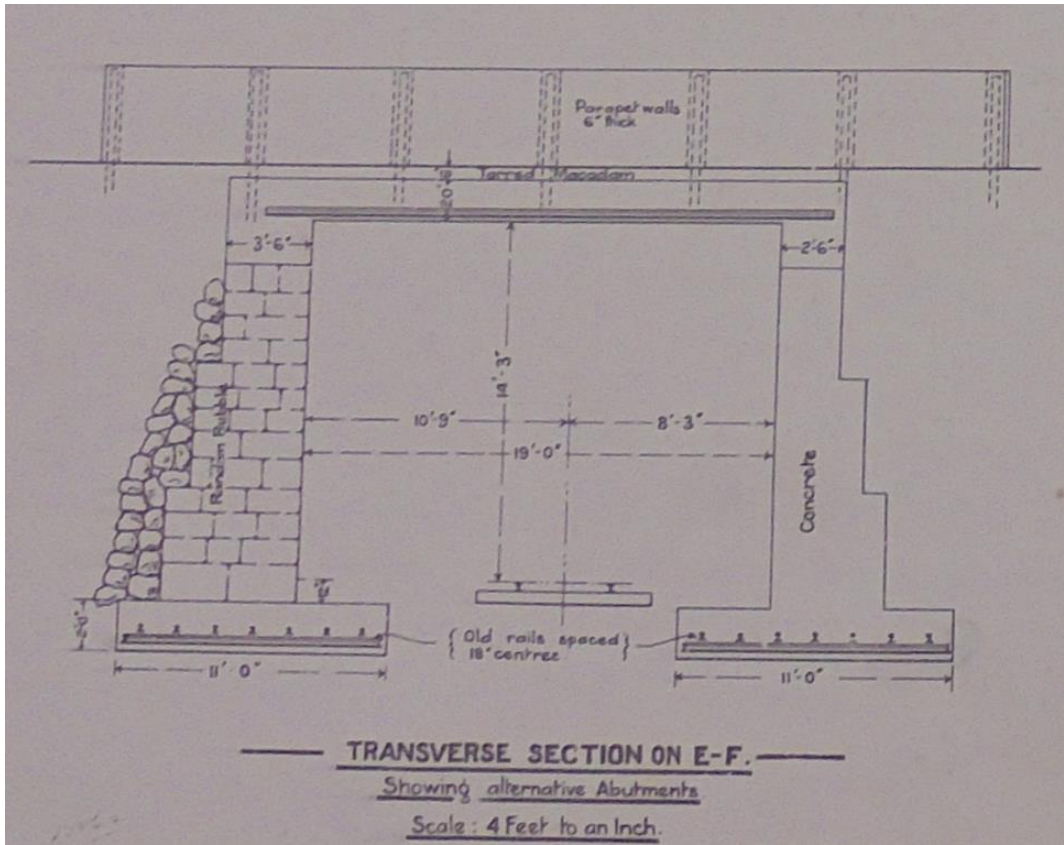 Parapet walls
6" thick
Tarred Macadam
20"
3'-6"
2'-6"
14'-3"
10'-9"
8'-3"
19'-0"
Random Rubble
Concrete
2'-0"
Old rails spaced
18" centres
11'-0"
11'-0"
TRANSVERSE SECTION ON E-F.
Showing alternative Abutments
Scale: 4 Feet to an Inch.